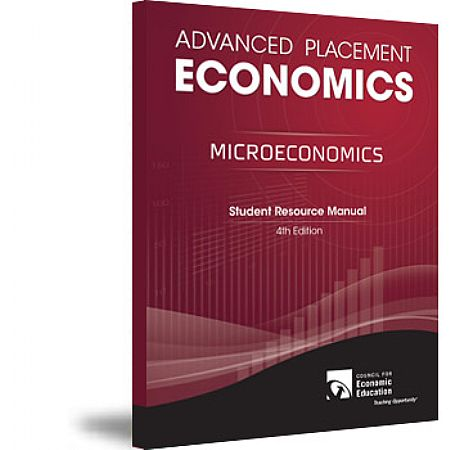 ADVANCED PLACEMENT
ECONOMICS
MICROECONOMICS
Student Resource Manual
4th Edition
COUNCIL FOR
Economic
Education
Teaching Opportunity®